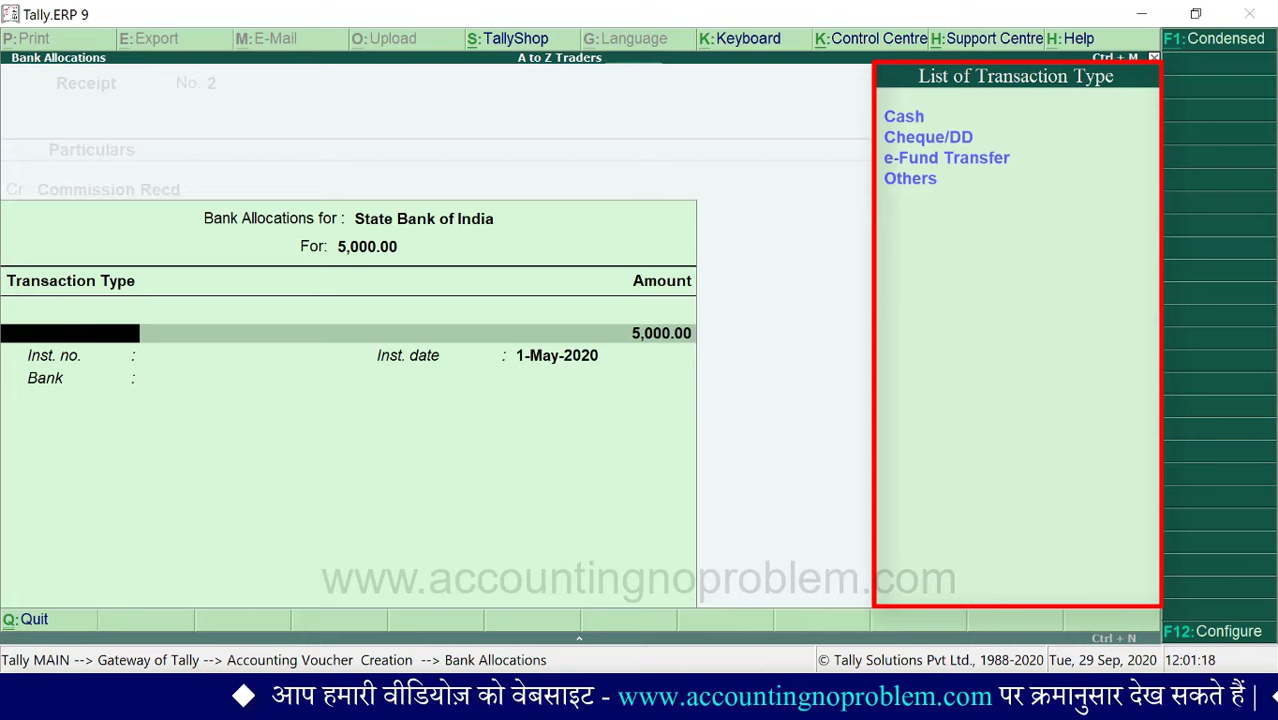 Tally.ERP 9
P: Print E: Export M: E-Mail O: Upload S: TallyShop G: Language K: Keyboard K: Control Centre H: Support Centre H: Help F1: Condensed
Bank Allocations A to Z Traders Ctrl + M
Receipt No. 2
List of Transaction Type
Cash
Cheque/DD
e-Fund Transfer
Others
Particulars
Cr Commission Recd
Bank Allocations for : State Bank of India
For: 5,000.00
Transaction Type Amount
5,000.00
Inst. no. : Inst. date : 1-May-2020
Bank :
www.accountingnoproblem.com
Q: Quit F12: Configure
Ctrl + N
Tally MAIN --> Gateway of Tally --> Accounting Voucher Creation --> Bank Allocations © Tally Solutions Pvt Ltd., 1988-2020 Tue, 29 Sep, 2020 12:01:18
◆ आप हमारी वीडियोज़ को वेबसाइट - www.accountingnoproblem.com पर क्रमानुसार देख सकते हैं |